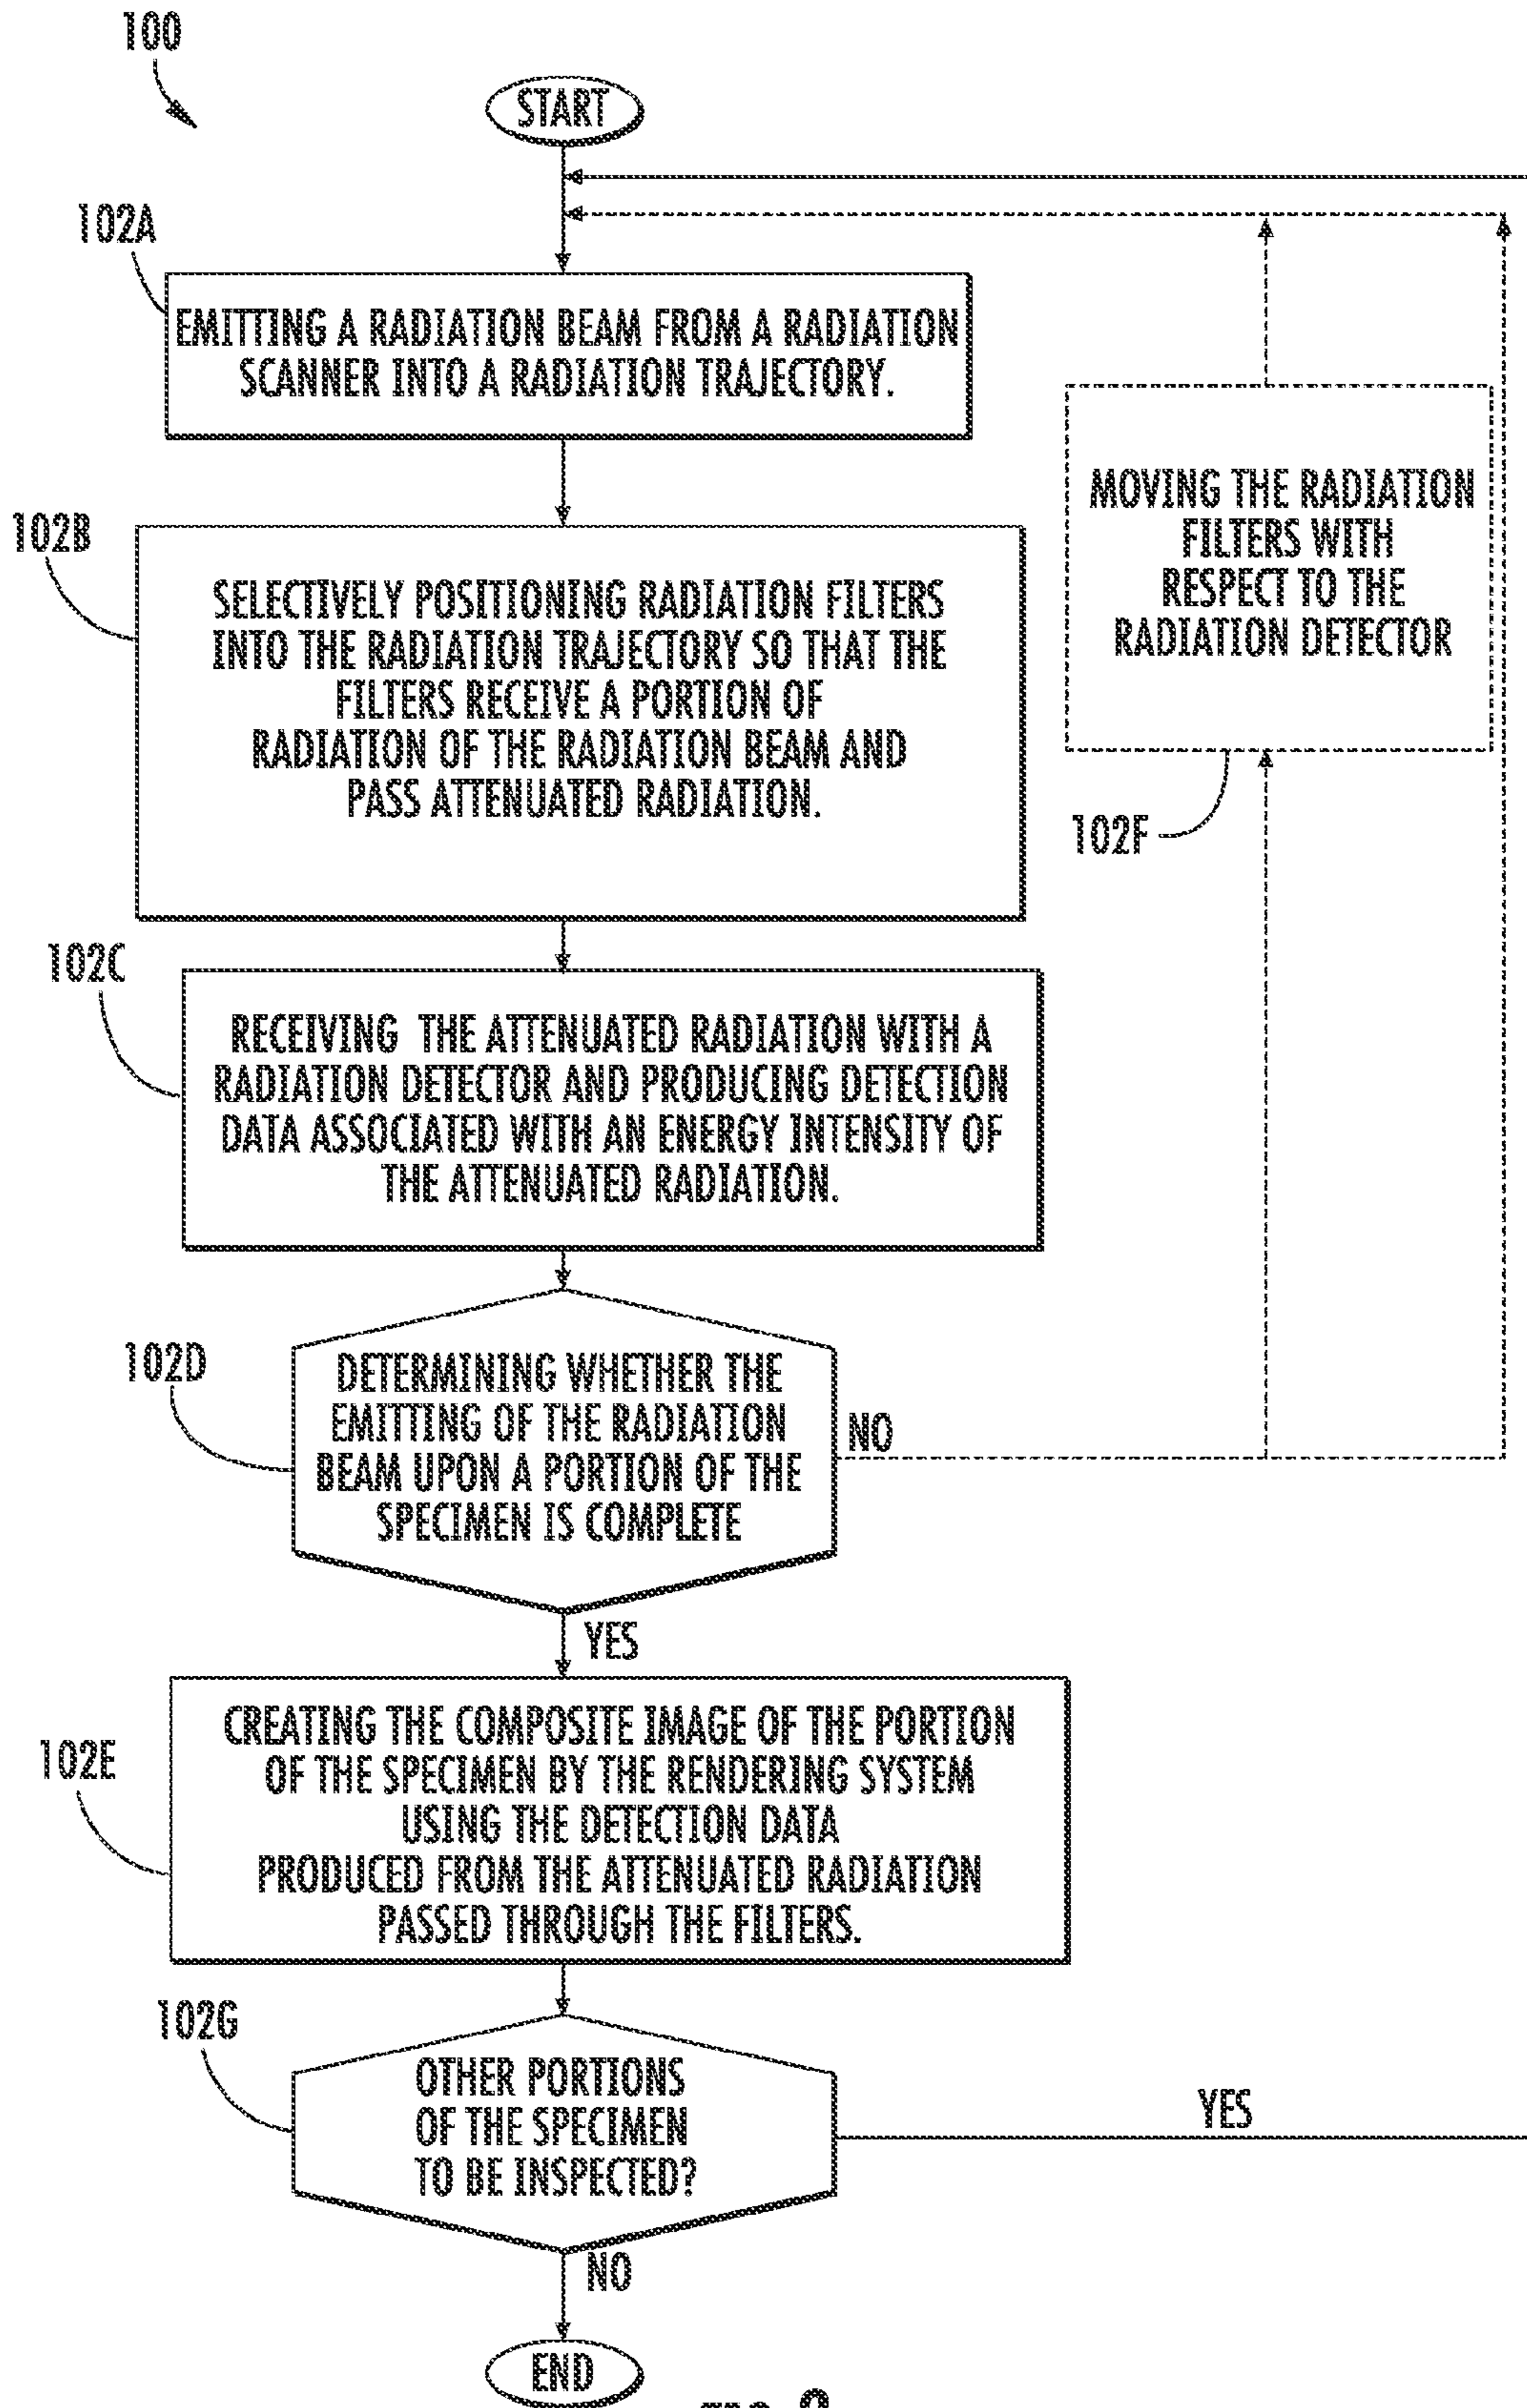 100
START
102A
EMITTING A RADIATION BEAM FROM A RADIATION
SCANNER INTO A RADIATION TRAJECTORY.
102B
SELECTIVELY POSITIONING RADIATION FILTERS
INTO THE RADIATION TRAJECTORY SO THAT THE
FILTERS RECEIVE A PORTION OF
RADIATION OF THE RADIATION BEAM AND
PASS ATTENUATED RADIATION.
MOVING THE RADIATION
FILTERS WITH
RESPECT TO THE
RADIATION DETECTOR
102F
102C
RECEIVING THE ATTENUATED RADIATION WITH A
RADIATION DETECTOR AND PRODUCING DETECTION
DATA ASSOCIATED WITH AN ENERGY INTENSITY OF
THE ATTENUATED RADIATION.
102D
DETERMINING WHETHER THE
EMITTING OF THE RADIATION
BEAM UPON A PORTION OF THE
SPECIMEN IS COMPLETE
NO
YES
102E
CREATING THE COMPOSITE IMAGE OF THE PORTION
OF THE SPECIMEN BY THE RENDERING SYSTEM
USING THE DETECTION DATA
PRODUCED FROM THE ATTENUATED RADIATION
PASSED THROUGH THE FILTERS.
102G
OTHER PORTIONS
OF THE SPECIMEN
TO BE INSPECTED?
YES
NO
END